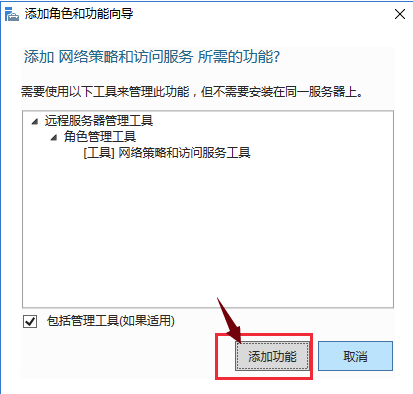 添加角色和功能向导
添加 网络策略和访问服务 所需的功能?
需要使用以下工具来管理此功能，但不需要安装在同一服务器上。
远程服务器管理工具
角色管理工具
[工具] 网络策略和访问服务工具
包括管理工具(如果适用)
添加功能
取消